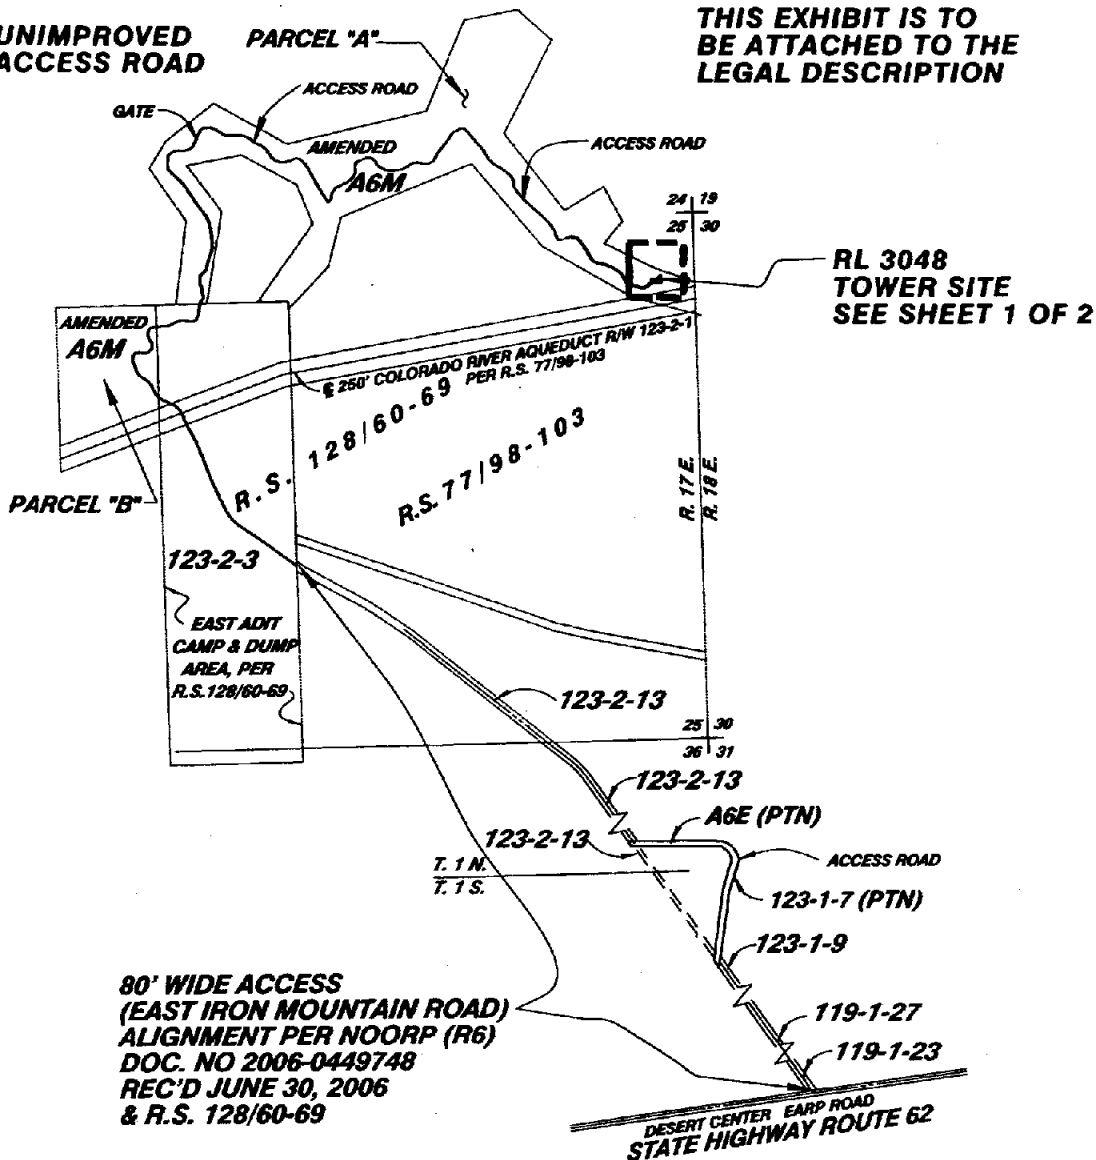 UNIMPROVED
ACCESS ROAD
PARCEL "A"
THIS EXHIBIT IS TO
BE ATTACHED TO THE
LEGAL DESCRIPTION
GATE
ACCESS ROAD
AMENDED
A6M
ACCESS ROAD
24 19
25 30
RL 3048
TOWER SITE
SEE SHEET 1 OF 2
AMENDED
A6M
℄ 250' COLORADO RIVER AQUEDUCT R/W 123-2-1
PER R.S. 77/98-103
R.S. 128/60-69
R.S. 77/98-103
R. 17 E.
R. 18 E.
PARCEL "B"
123-2-3
EAST ADIT
CAMP & DUMP
AREA, PER
R.S. 128/60-69
123-2-13
25 30
36 31
123-2-13
A6E (PTN)
123-2-13
ACCESS ROAD
T. 1 N.
T. 1 S.
123-1-7 (PTN)
123-1-9
80' WIDE ACCESS
(EAST IRON MOUNTAIN ROAD)
ALIGNMENT PER NOORP (R6)
DOC. NO 2006-0449748
REC'D JUNE 30, 2006
& R.S. 128/60-69
119-1-27
119-1-23
DESERT CENTER EARP ROAD
STATE HIGHWAY ROUTE 62